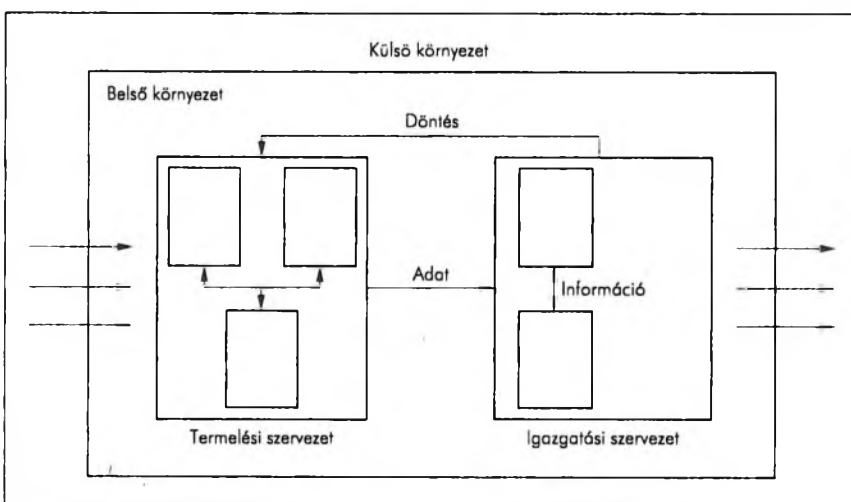 Külsö környezet
Belső környezet
Döntés
Adat
Információ
Termelési szervezet
Igazgatási szervezet